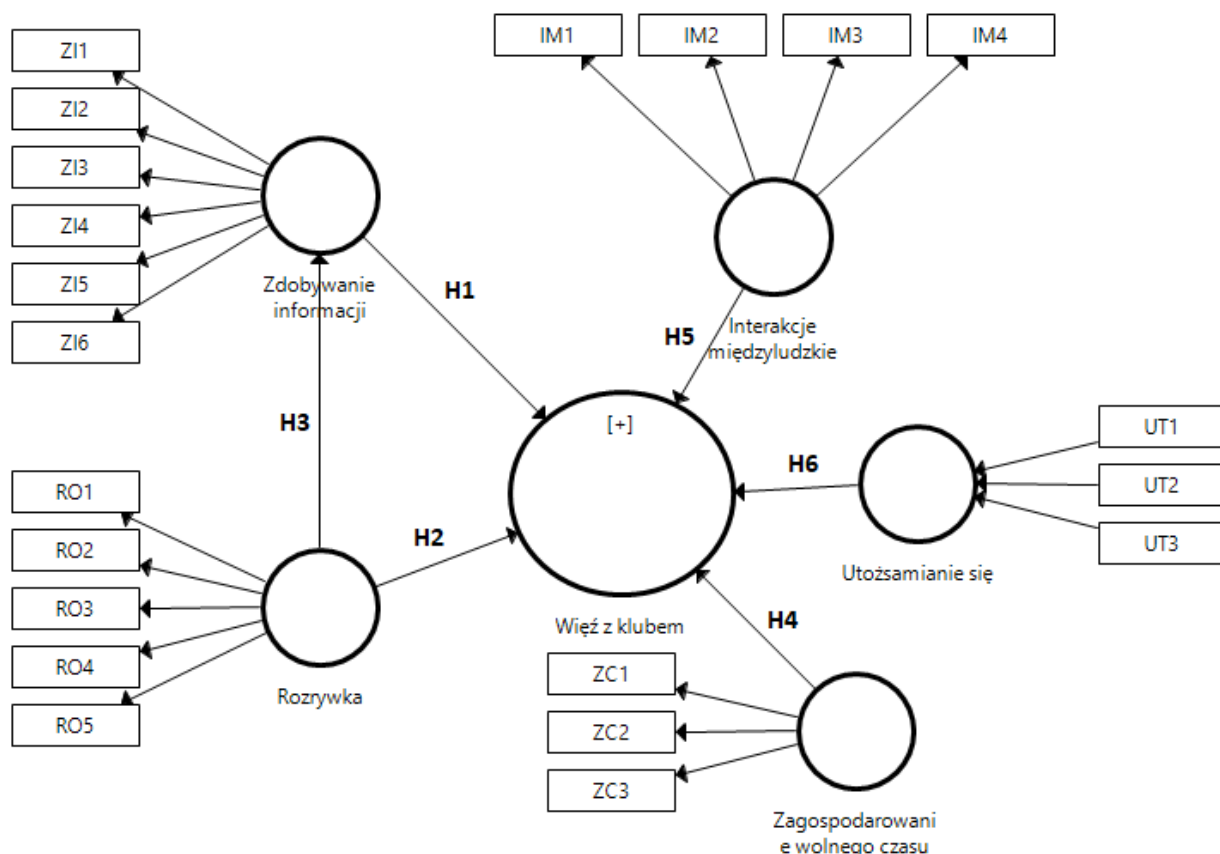 IM1
IM2
IM3
IM4
ZI1
ZI2
ZI3
ZI4
ZI5
ZI6
Zdobywanie
informacji
H1
Interakcje
międzyludzkie
H5
H3
[+]
UT1
UT2
UT3
H6
Utożsamianie się
RO1
RO2
RO3
RO4
RO5
H2
Rozrywka
Więź z klubem
H4
ZC1
ZC2
ZC3
Zagospodarowani
e wolnego czasu